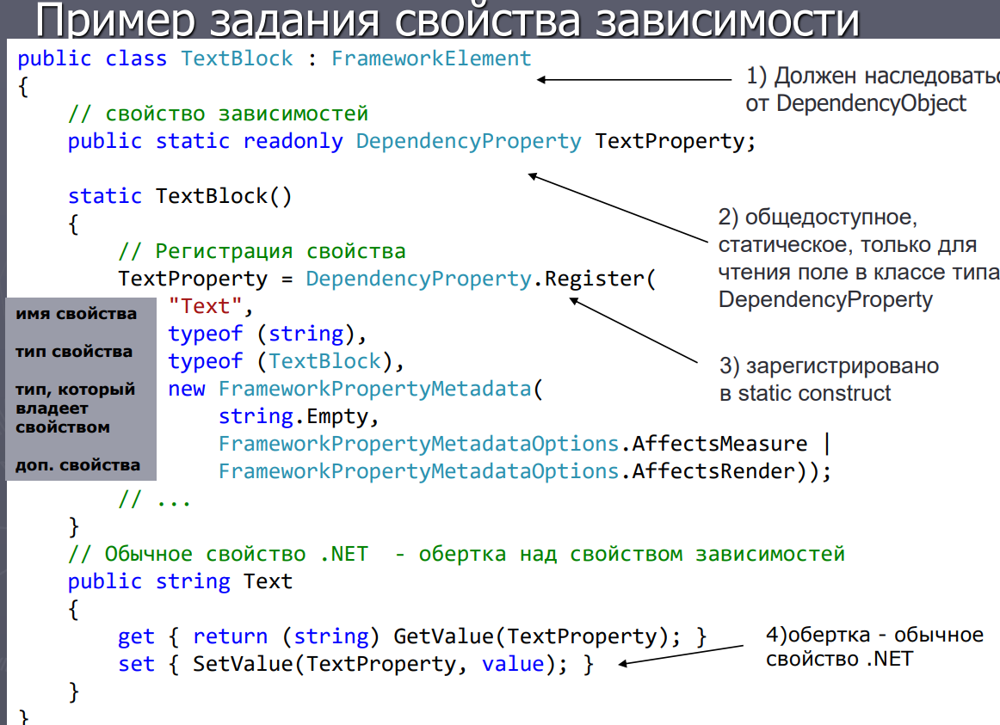 Пример задания свойства зависимости
public class TextBlock : FrameworkElement
{
// свойство зависимостей
public static readonly DependencyProperty TextProperty;
static TextBlock()
{
// Регистрация свойства
TextProperty = DependencyProperty.Register(
"Text",
typeof (string),
typeof (TextBlock),
new FrameworkPropertyMetadata(
string.Empty,
FrameworkPropertyMetadataOptions.AffectsMeasure |
FrameworkPropertyMetadataOptions.AffectsRender));
// ...
}
// Обычное свойство .NET - обертка над свойством зависимостей
public string Text
{
get { return (string) GetValue(TextProperty); }
set { SetValue(TextProperty, value); }
}
}
имя свойства
тип свойства
тип, который
владеет
свойством
доп. свойства
1) Должен наследоватьс
от DependencyObject
2) общедоступное,
статическое, только для
чтения поле в классе типа
DependencyProperty
3) зарегистрировано
в static construct
4)обертка - обычное
свойство .NET